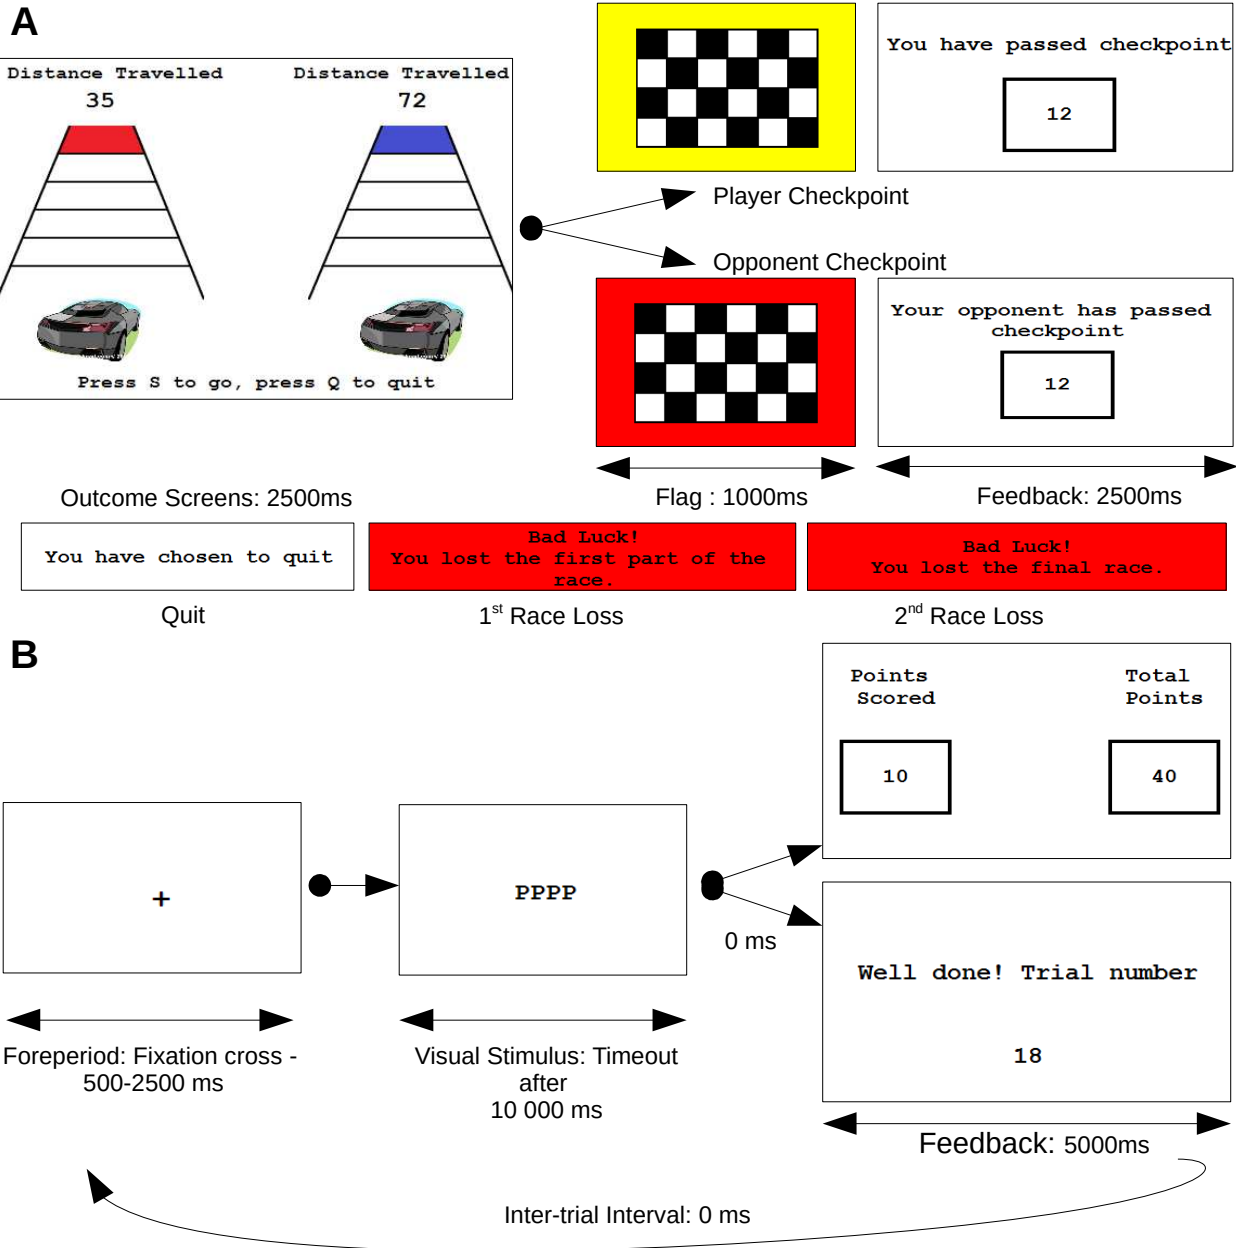 A
Distance Travelled
35
Distance Travelled
72
Press S to go, press Q to quit
You have passed checkpoint
12
Player Checkpoint
Opponent Checkpoint
Your opponent has passed
checkpoint
12
Flag : 1000ms
Feedback: 2500ms
Outcome Screens: 2500ms
You have chosen to quit
Bad Luck!
You lost the first part of the
race.
Bad Luck!
You lost the final race.
Quit
1st Race Loss
2nd Race Loss
B
+
Foreperiod: Fixation cross -
500-2500 ms
PPPP
Visual Stimulus: Timeout
after
10 000 ms
0 ms
Points
Scored
10
Total
Points
40
Well done! Trial number
18
Feedback: 5000ms
Inter-trial Interval: 0 ms